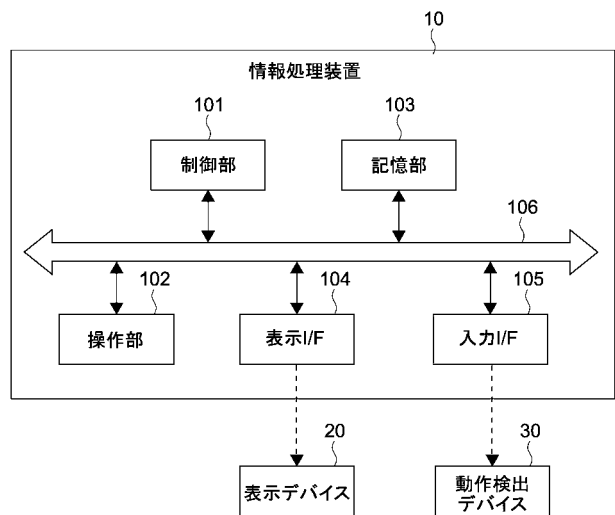 10
情報処理装置
101
103
制御部
記憶部
106
102
104
105
操作部
表示I/F
入力I/F
20
30
表示デバイス
動作検出
デバイス